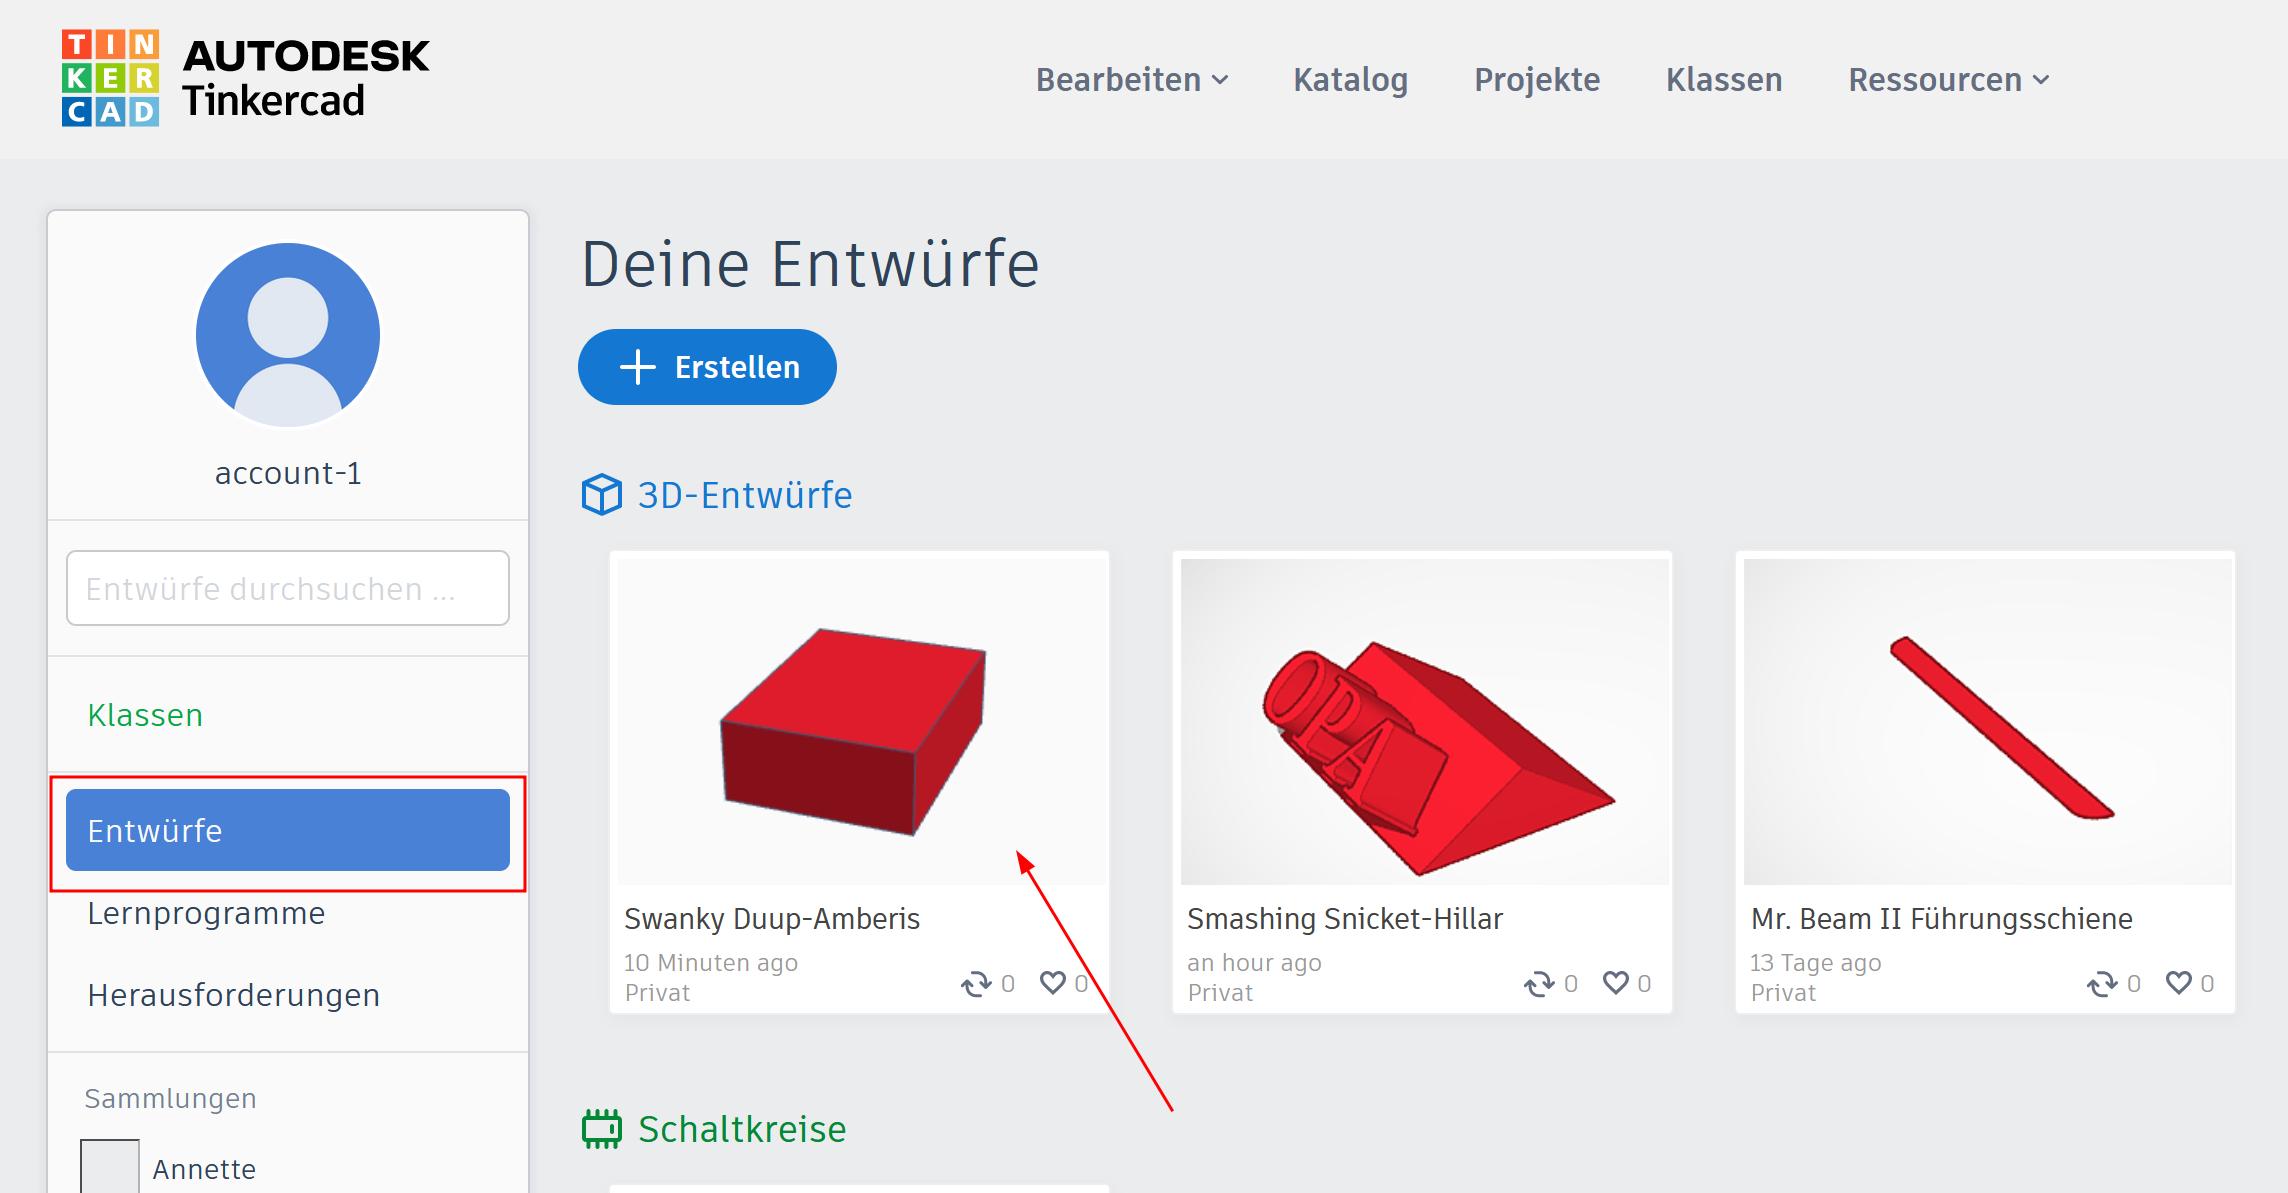 TIN
KER
CAD
AUTODESK
Tinkercad
Bearbeiten
Katalog
Projekte
Klassen
Ressourcen
account-1
Entwürfe durchsuchen ...
Klassen
Entwürfe
Lernprogramme
Herausforderungen
Sammlungen
Annette
Deine Entwürfe
Erstellen
3D-Entwürfe
Swanky Duup-Amberis
10 Minuten ago
Privat
0
0
OPA
Smashing Snicket-Hillar
an hour ago
Privat
0
0
Mr. Beam II Führungsschiene
13 Tage ago
Privat
0
0
Schaltkreise